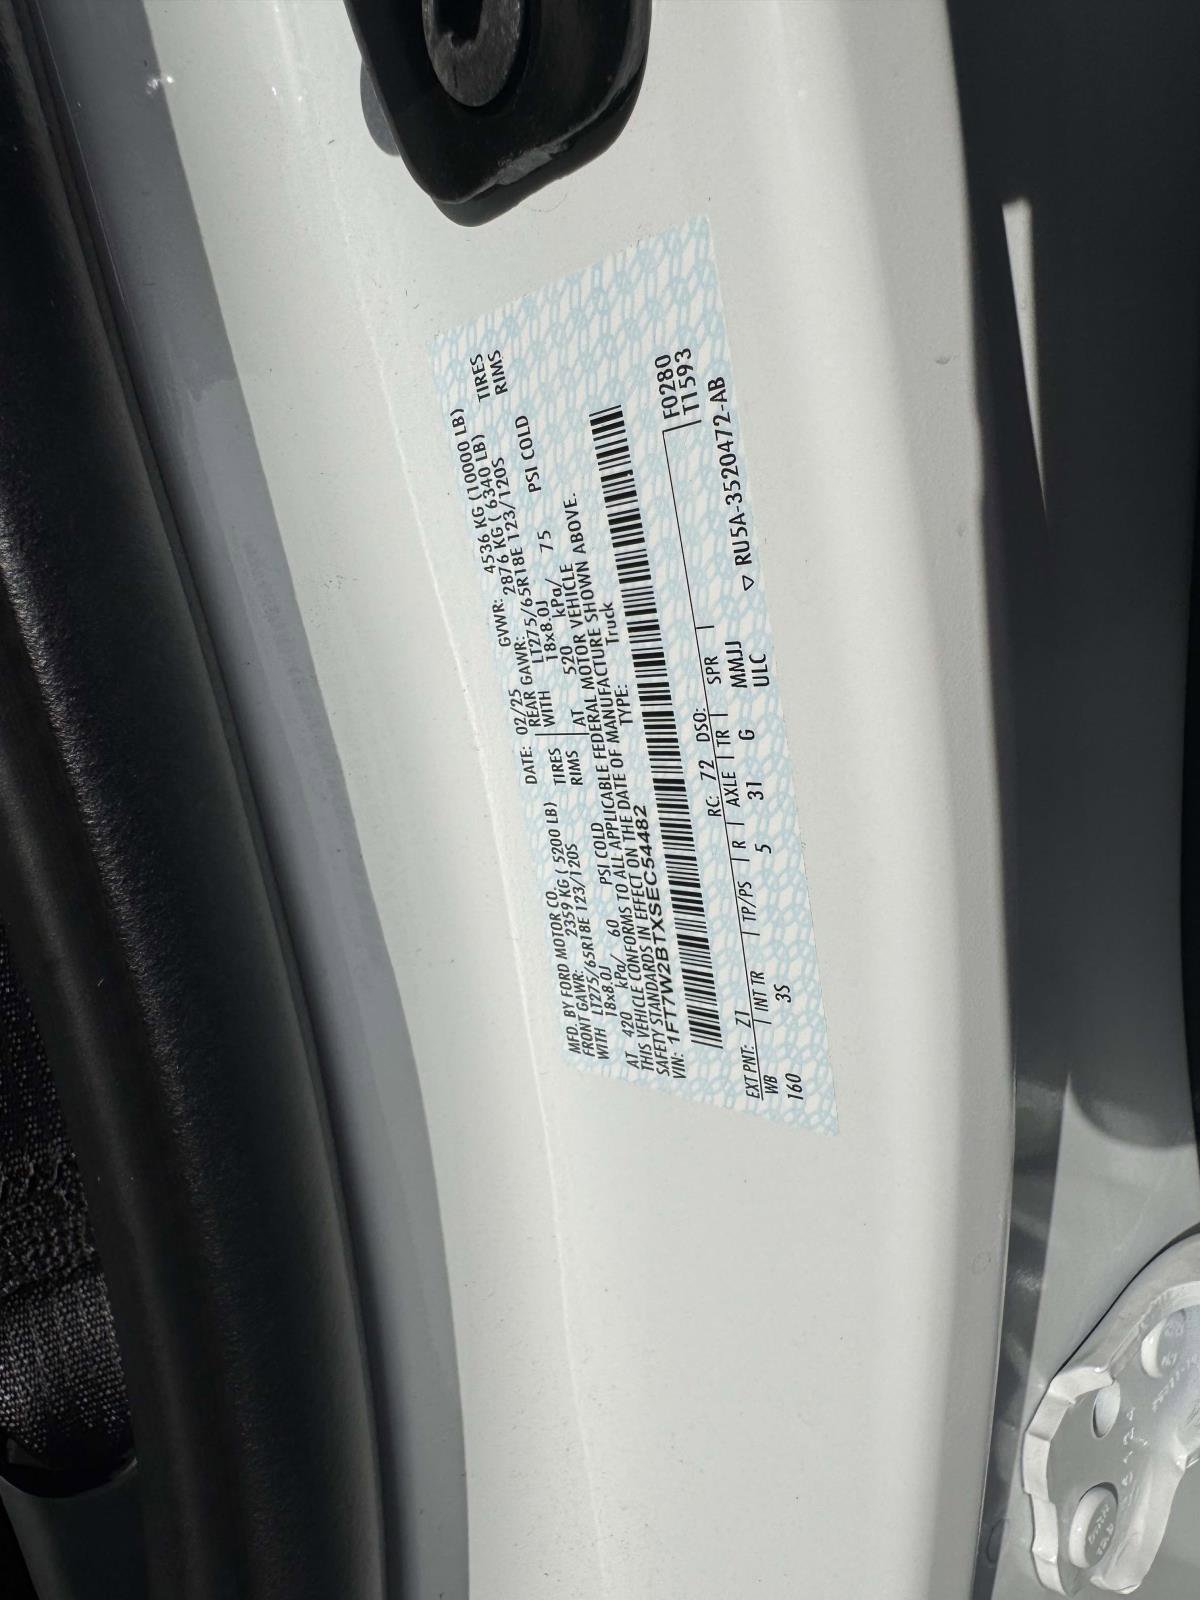 MFD. BY FORD MOTOR CO.
DATE: 02/25 GVWR: 4536 KG (10000 LB)
FRONT GAWR: 2359 KG ( 5200 LB)
REAR GAWR: 2876 KG ( 6340 LB)
WITH LT275/65R18E 123/120S TIRES
WITH LT275/65R18E 123/120S TIRES
18x8.0J RIMS
18x8.0J RIMS
AT 420 kPa/ 60 PSI COLD
AT 520 kPa/ 75 PSI COLD
THIS VEHICLE CONFORMS TO ALL APPLICABLE FEDERAL MOTOR VEHICLE
SAFETY STANDARDS IN EFFECT ON THE DATE OF MANUFACTURE SHOWN ABOVE.
VIN: 1FT7W2BTXSEC54482
TYPE: Truck
F0280
T1593
EXT PNT: Z1 RC: 72 DSO:
WB INT TR TP/PS R AXLE TR SPR
160 3S 5 31 G MMJJ
ULC
▽ RU5A-3520472-AB